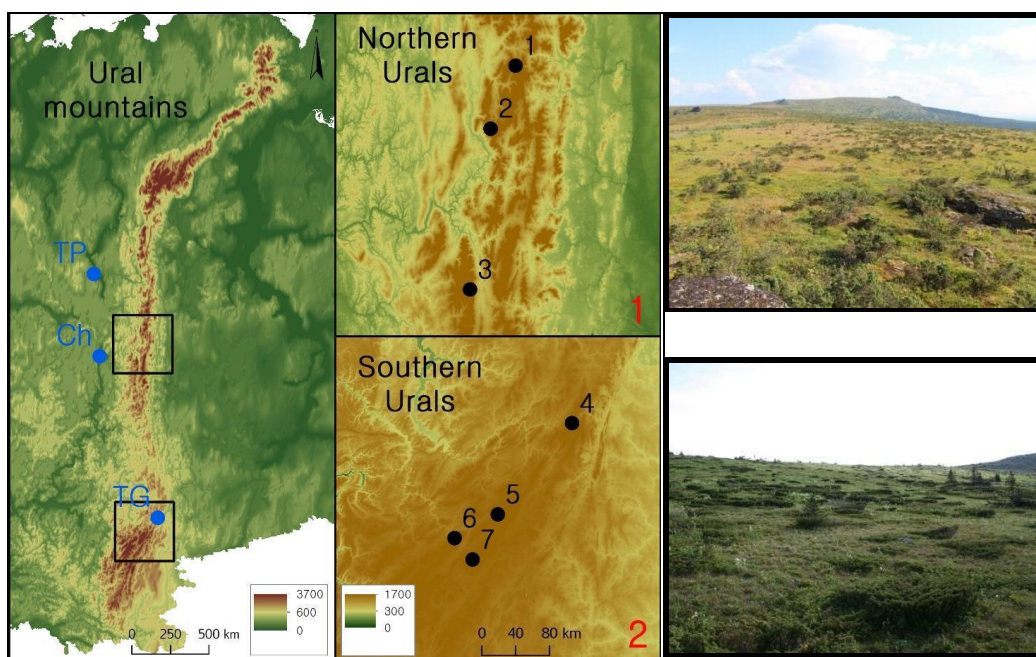 Ural
mountains
TP
Ch
TG
3700
600
0
0 250 500 km
Northern
Urals
1
2
3
1
Southern
Urals
4
5
6
7
1700
300
0
0 40 80 km
2